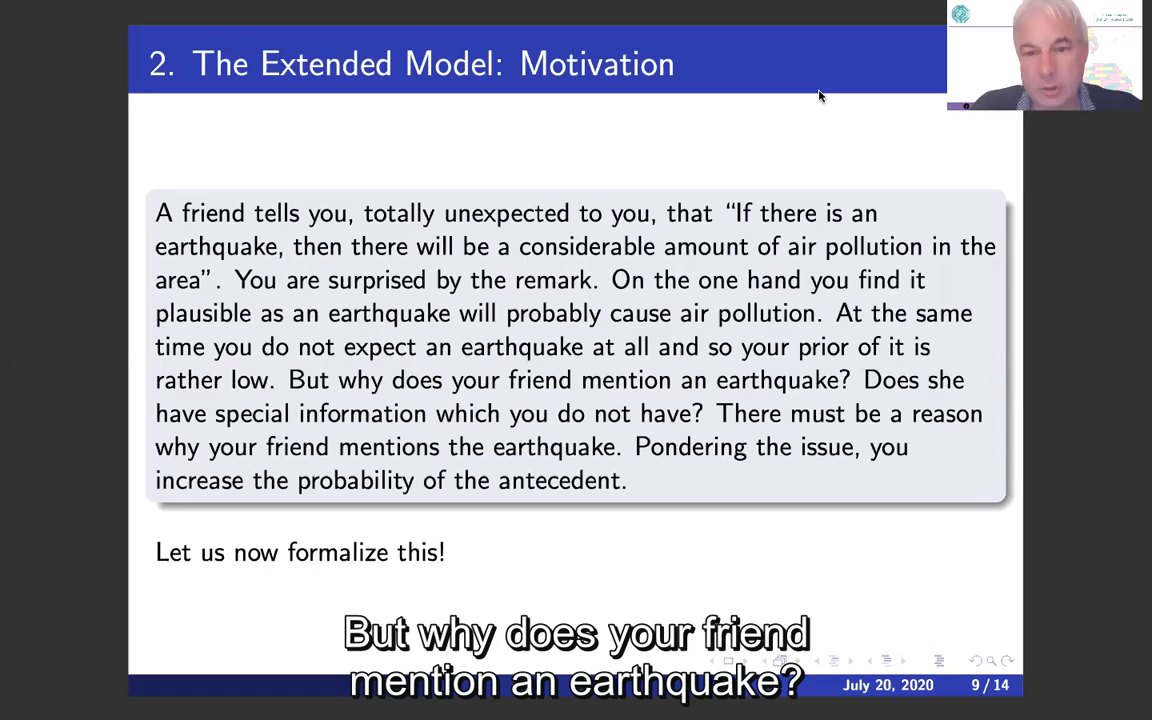 2. The Extended Model: Motivation
A friend tells you, totally unexpected to you, that “If there is an
earthquake, then there will be a considerable amount of air pollution in the
area”. You are surprised by the remark. On the one hand you find it
plausible as an earthquake will probably cause air pollution. At the same
time you do not expect an earthquake at all and so your prior of it is
rather low. But why does your friend mention an earthquake? Does she
have special information which you do not have? There must be a reason
why your friend mentions the earthquake. Pondering the issue, you
increase the probability of the antecedent.
Let us now formalize this!
But why does your friend
mention an earthquake?
July 20, 2020 9 / 14